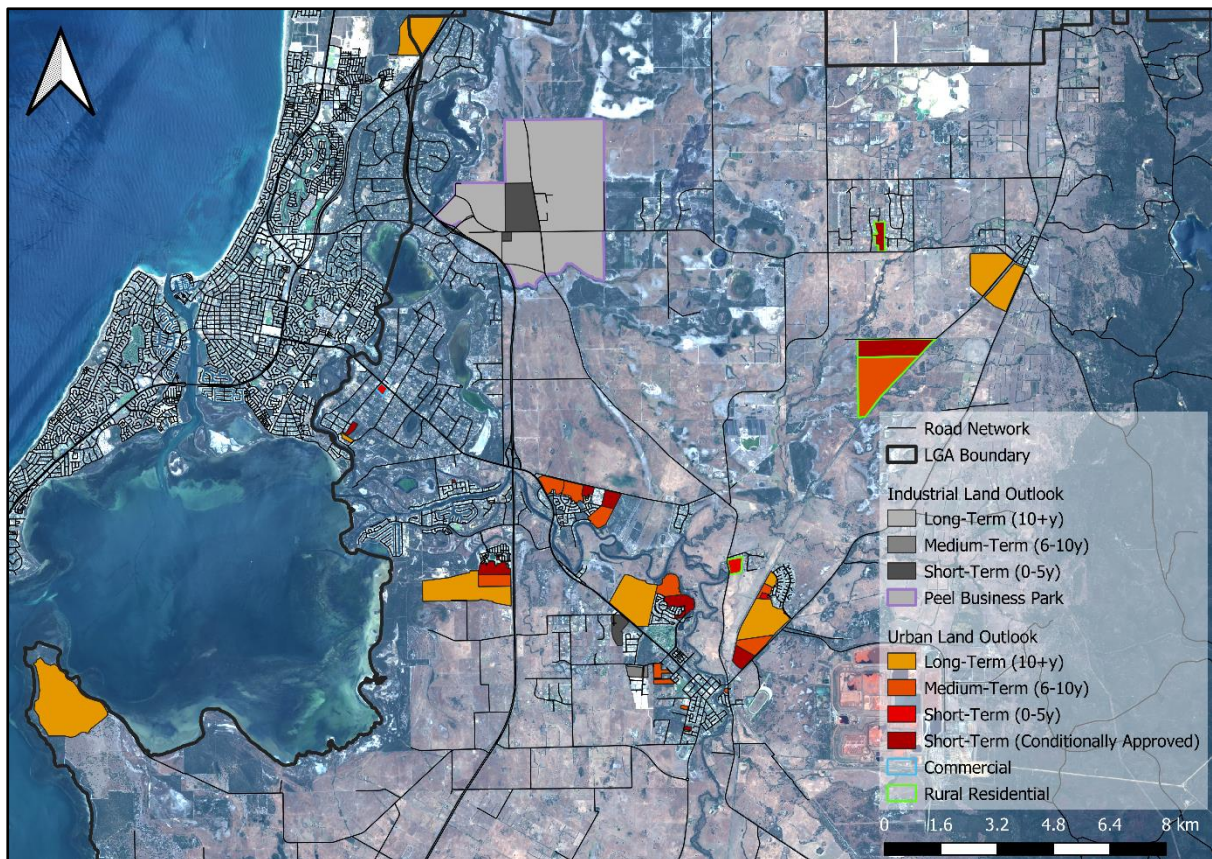 Road Network
LGA Boundary
Industrial Land Outlook
Long-Term (10+y)
Medium-Term (6-10y)
Short-Term (0-5y)
Peel Business Park
Urban Land Outlook
Long-Term (10+y)
Medium-Term (6-10y)
Short-Term (0-5y)
Short-Term (Conditionally Approved)
Commercial
Rural Residential
0 1.6 3.2 4.8 6.4 8 km